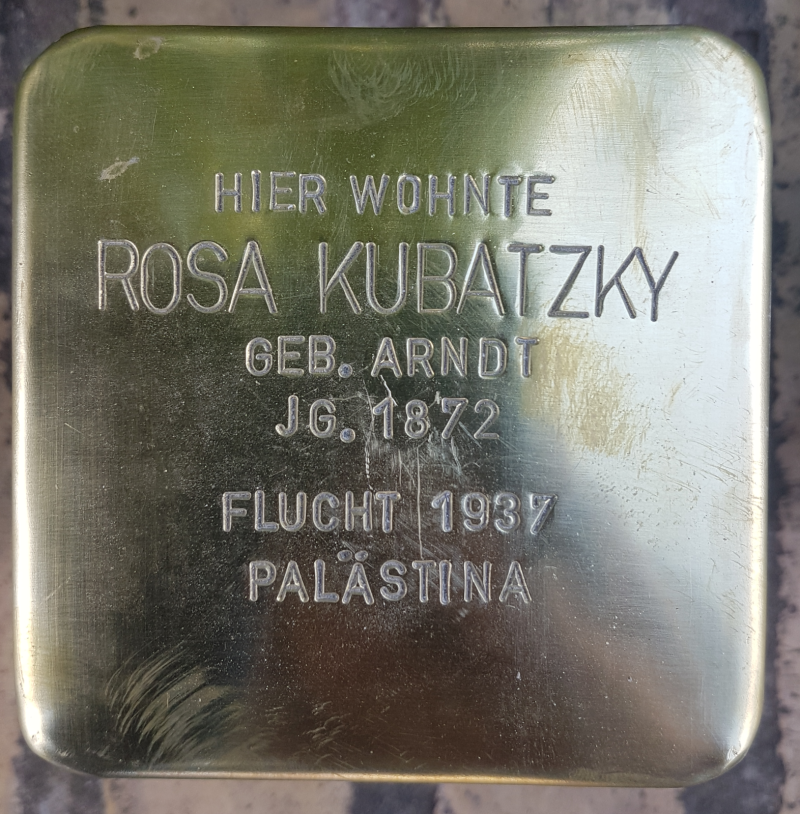 HIER WOHNTE
ROSA KUBATZKY
GEB. ARNDT
JG. 1872
FLUCHT 1937
PALÄSTINA